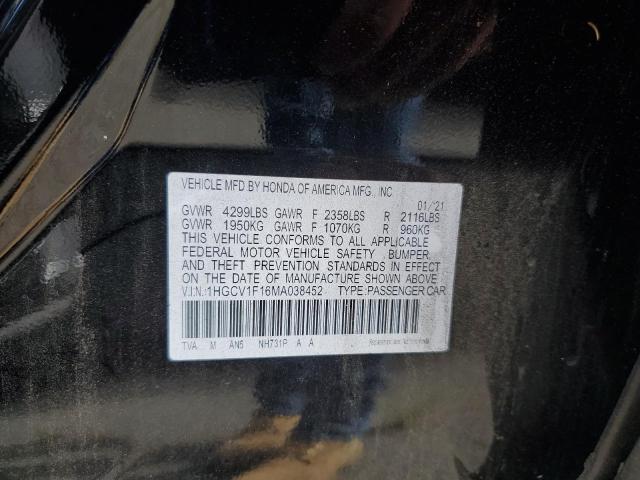 VEHICLE MFD BY HONDA OF AMERICA MFG., INC.
01/21
GVWR 4299LBS GAWR F 2358LBS R 2116LBS
GVWR 1950KG GAWR F 1070KG R 960KG
THIS VEHICLE CONFORMS TO ALL APPLICABLE
FEDERAL MOTOR VEHICLE SAFETY, BUMPER,
AND THEFT PREVENTION STANDARDS IN EFFECT
ON THE DATE OF MANUFACTURE SHOWN ABOVE
V.I.N.:1HGCV1F16MA038452 TYPE:PASSENGER CAR
TVA M AN5 NH731P A A